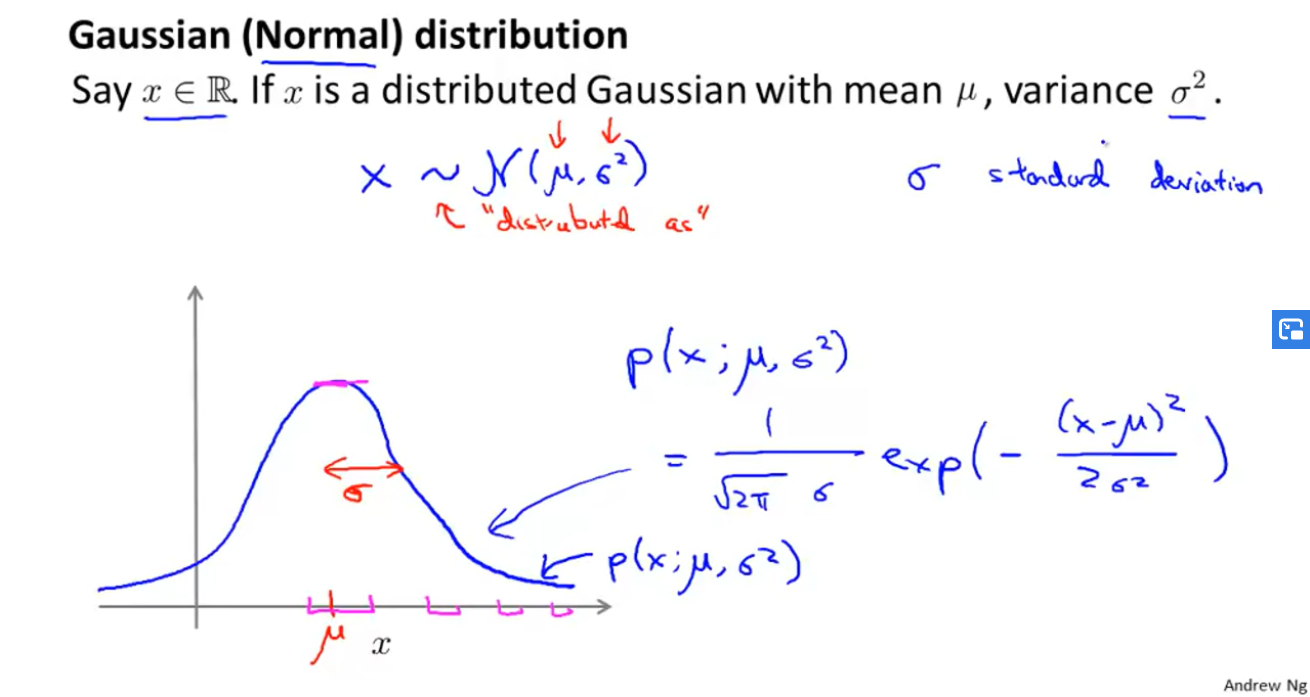 Gaussian (Normal) distribution
Say x ∈ ℝ. If x is a distributed Gaussian with mean μ, variance σ².
x ~ N(μ, σ²)
σ standard deviation
"distributed as"
p(x; μ, σ²)
= 1/(√2π σ) exp(- (x-μ)²/2σ²)
σ
p(x; μ, σ²)
μ x
Andrew Ng